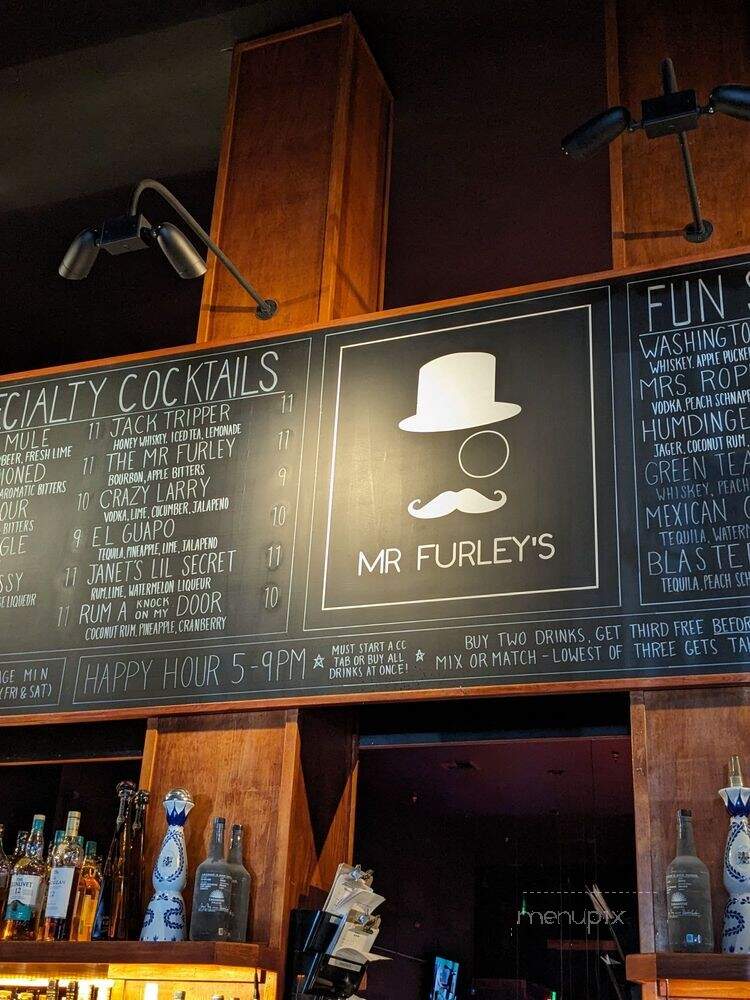 ECIALTY COCKTAILS
MULE 11
BEER, FRESH LIME
IONED 11
AROMATIC BITTERS
OUR 10
BITTERS
GLE 9
SSY 11
E LIQUEUR
11
JACK TRIPPER 11
HONEY WHISKEY, ICED TEA, LEMONADE
THE MR FURLEY 11
BOURBON, APPLE BITTERS
CRAZY LARRY 9
VODKA, LIME, CUCUMBER, JALAPENO
EL GUAPO 10
TEQUILA, PINEAPPLE, LIME, JALAPENO
JANET'S LIL SECRET 11
RUM, LIME, WATERMELON LIQUEUR
RUM A KNOCK ON MY DOOR 10
COCONUT RUM, PINEAPPLE, CRANBERRY
MR FURLEY'S
FUN S
WASHINGTO
WHISKEY, APPLE PUCKE
MRS. ROP
VODKA, PEACH SCHNAPP
HUMDINGE
JAGER, COCONUT RUM,
GREEN TEA
WHISKEY, PEACH
MEXICAN
TEQUILA, WATERM
BLASTE
TEQUILA, PEACH SC
AGE MIN
(FRI & SAT)
HAPPY HOUR 5-9PM
MUST START A CC
TAB OR BUY ALL
DRINKS AT ONCE!
BUY TWO DRINKS, GET THIRD FREE BEFOR
MIX OR MATCH - LOWEST OF THREE GETS TA
menupix